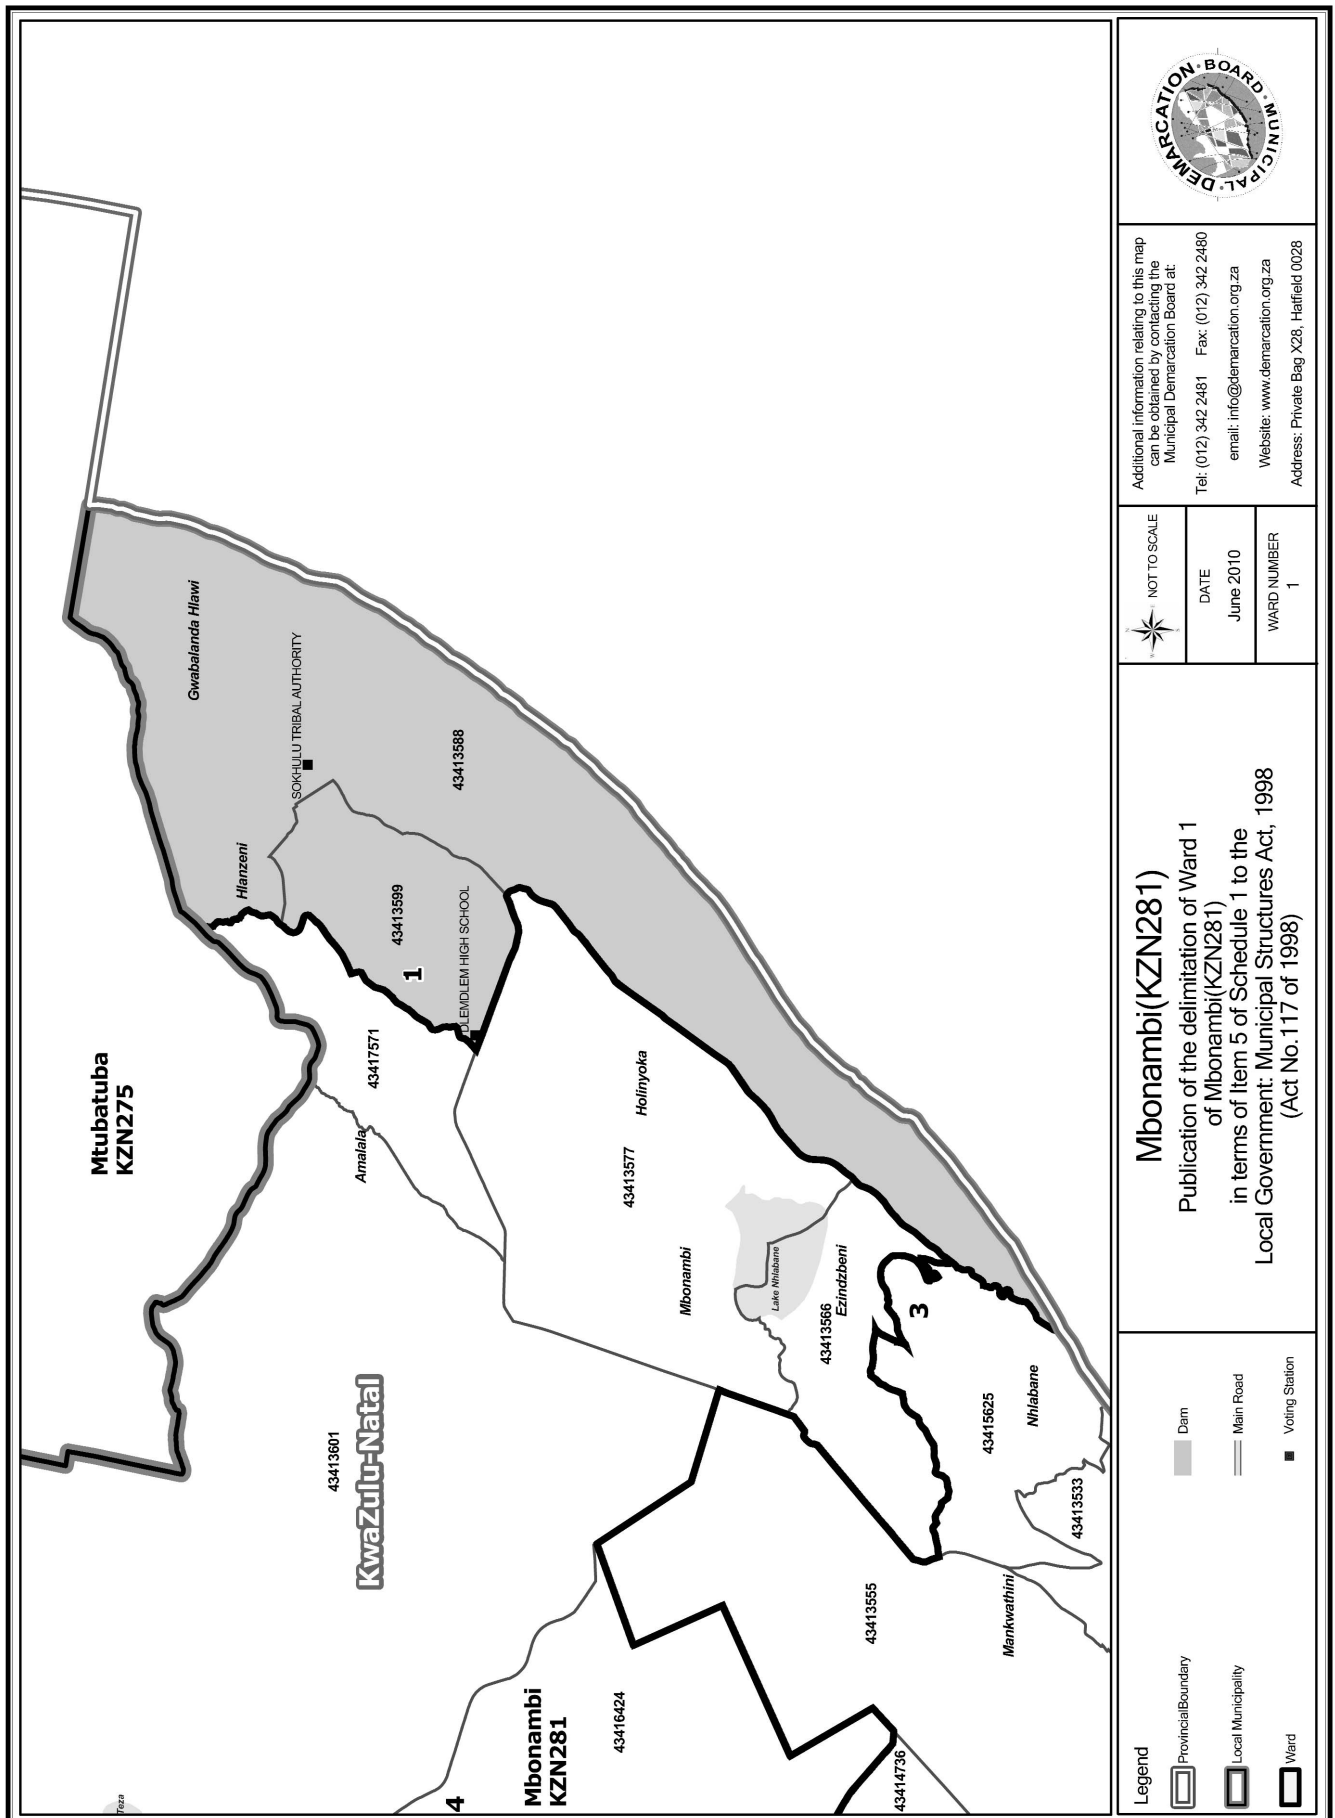 Teza
4
Mbonambi
KZN281
43416424
43414736
43413601
KwaZulu-Natal
Mtubatuba
KZN275
Amalala
43417571
Hlanzeni
43413599
1
DLEMDLEM HIGH SCHOOL
SOKHULU TRIBAL AUTHORITY
Gwabalanda Hlawi
43413588
Holinyoka
43413577
Mbonambi
Lake Nhlabane
43413566
Ezindzbeni
3
43413555
Mankwathini
43415625
Nhlabane
43413533
Legend
ProvincialBoundary
Local Municipality
Ward
Dam
Main Road
Voting Station
Mbonambi(KZN281)
Publication of the delimitation of Ward 1
of Mbonambi(KZN281)
in terms of Item 5 of Schedule 1 to the
Local Government: Municipal Structures Act, 1998
(Act No.117 of 1998)
NOT TO SCALE
DATE
June 2010
WARD NUMBER
1
Additional information relating to this map
can be obtained by contacting the
Municipal Demarcation Board at:
Tel: (012) 342 2481 Fax: (012) 342 2480
email: info@demarcation.org.za
Website: www.demarcation.org.za
Address: Private Bag X28, Hatfield 0028
MUNICIPAL · DEMARCATION · BOARD ·